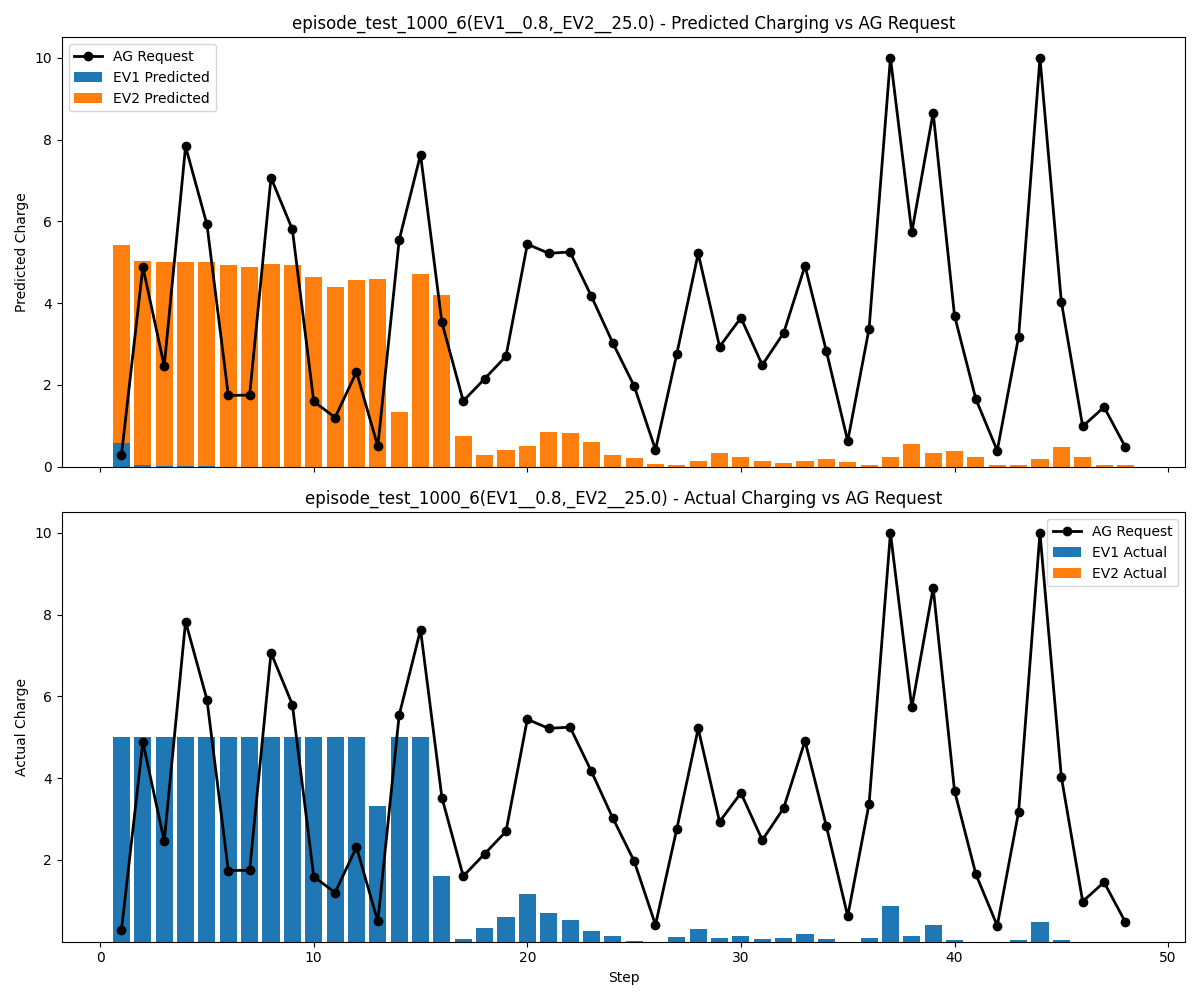 episode_test_1000_6(EV1__0.8,_EV2__25.0) - Predicted Charging vs AG Request
AG Request
EV1 Predicted
EV2 Predicted
Predicted Charge
10
8
6
4
2
0
episode_test_1000_6(EV1__0.8,_EV2__25.0) - Actual Charging vs AG Request
AG Request
EV1 Actual
EV2 Actual
Actual Charge
10
8
6
4
2
0 10 20 30 40 50
Step